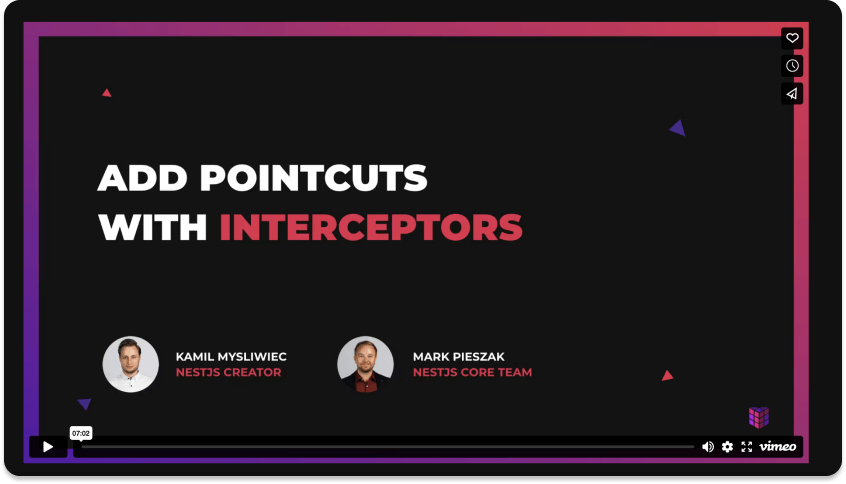 ADD POINTCUTS
WITH INTERCEPTORS
KAMIL MYSLIWIEC
NESTJS CREATOR
MARK PIESZAK
NESTJS CORE TEAM
07:02
vimeo